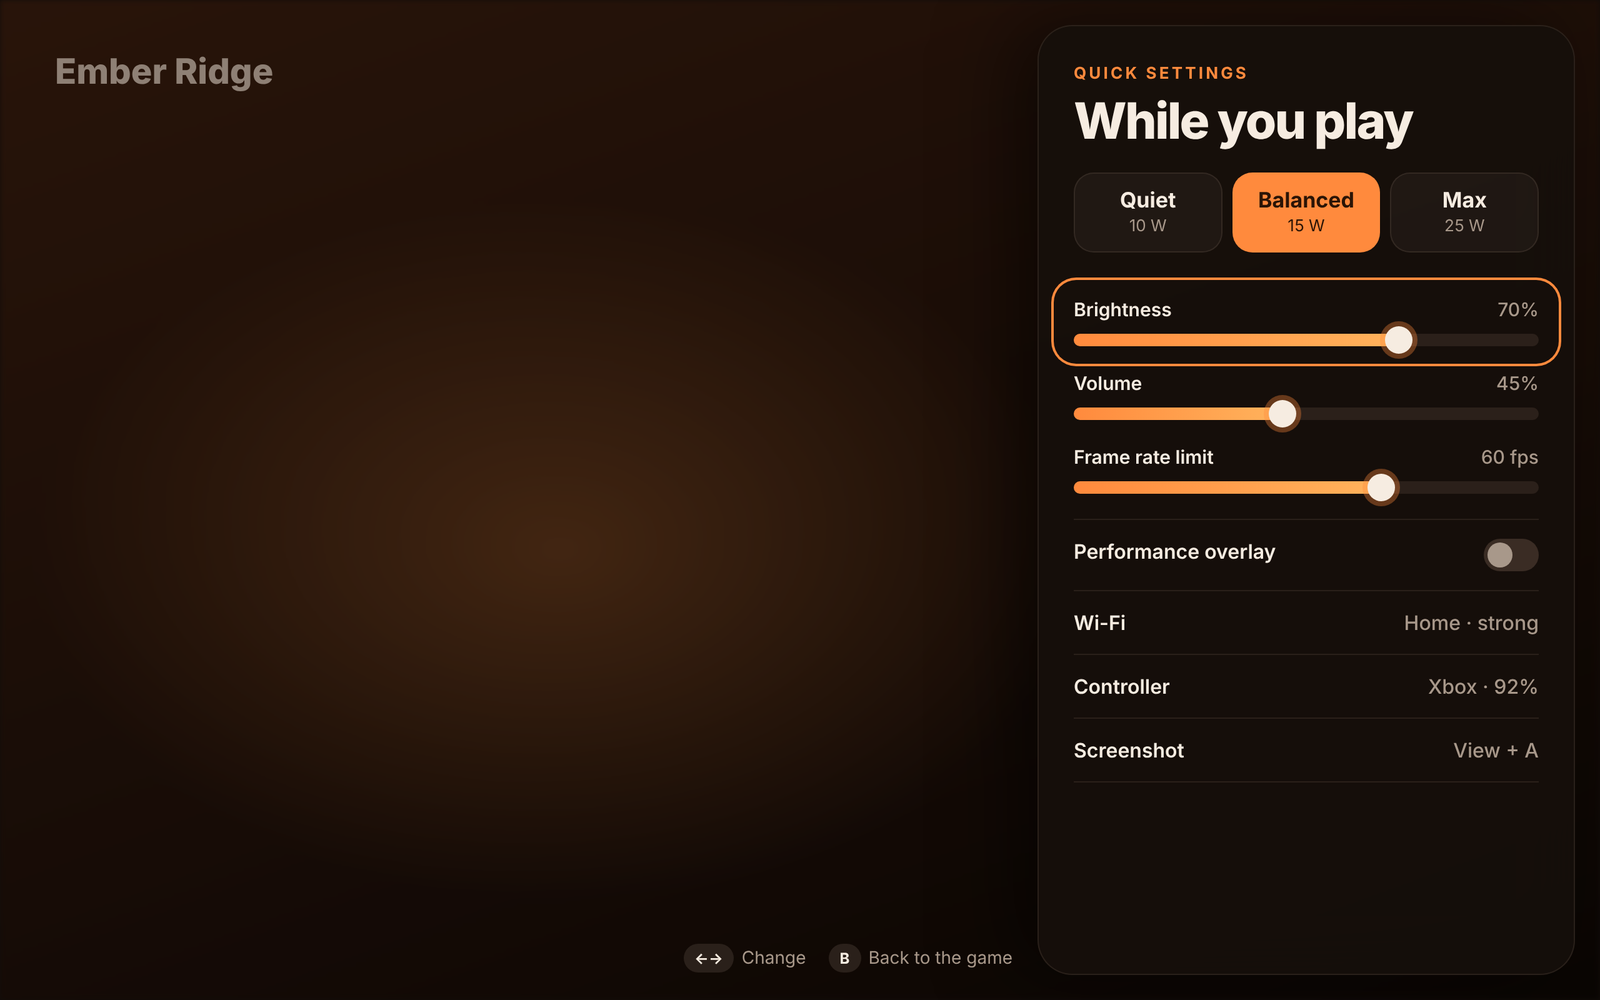 Ember Ridge
QUICK SETTINGS
While you play
Quiet
10 W
Balanced
15 W
Max
25 W
Brightness 70%
Volume 45%
Frame rate limit 60 fps
Performance overlay
Wi-Fi Home · strong
Controller Xbox · 92%
Screenshot View + A
←→ Change B Back to the game